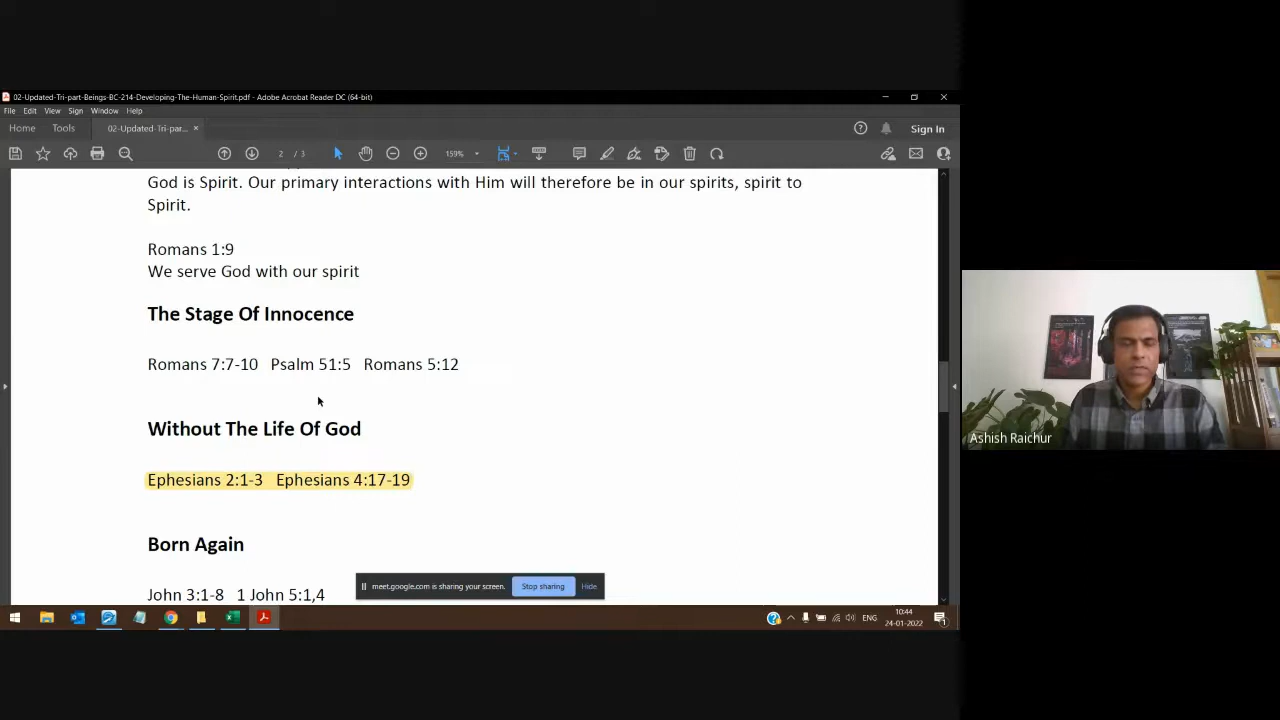 02-Updated-Tri-part-Beings-BC-214-Developing-The-Human-Spirit.pdf - Adobe Acrobat Reader DC (64-bit)
File Edit View Sign Window Help
Home Tools 02-Updated-Tri-par... × Sign In
2 / 3 159%
God is Spirit. Our primary interactions with Him will therefore be in our spirits, spirit to
Spirit.
Romans 1:9
We serve God with our spirit
The Stage Of Innocence
Romans 7:7-10 Psalm 51:5 Romans 5:12
Without The Life Of God
Ephesians 2:1-3 Ephesians 4:17-19
Born Again
John 3:1-8 1 John 5:1,4
meet.google.com is sharing your screen. Stop sharing Hide
Ashish Raichur
ENG
10:44
24-01-2022